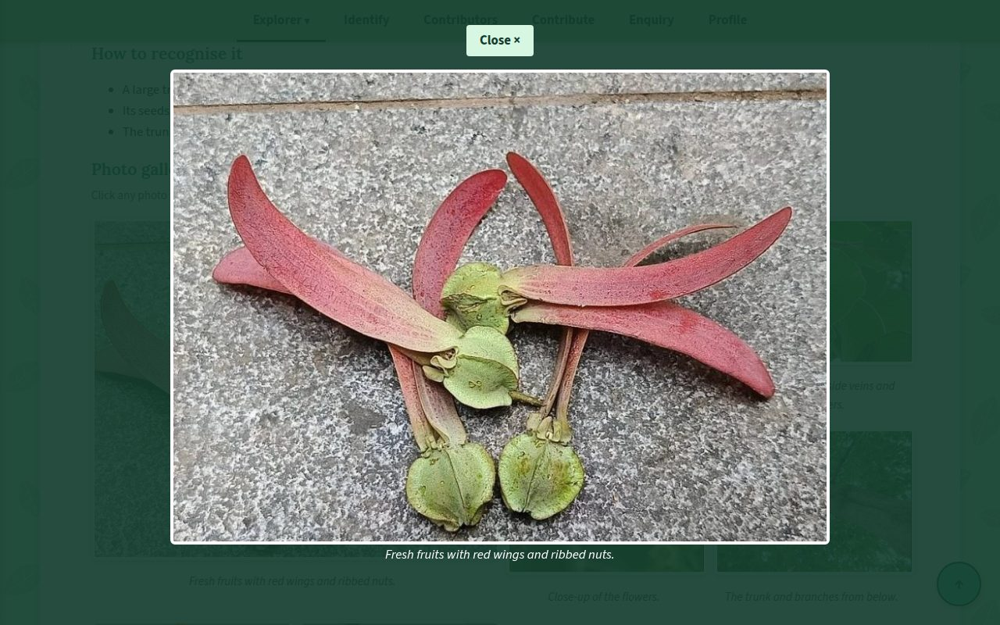 Explorer ▾ Identify Contributors Contribute Enquiry Profile
Close ×
How to recognise it
A large
Its seeds
The trun
Photo gall
Click any photo
ide veins and
ers.
Fresh fruits with red wings and ribbed nuts.
Fresh fruits with red wings and ribbed nuts.
Close-up of the flowers.
The trunk and branches from below.